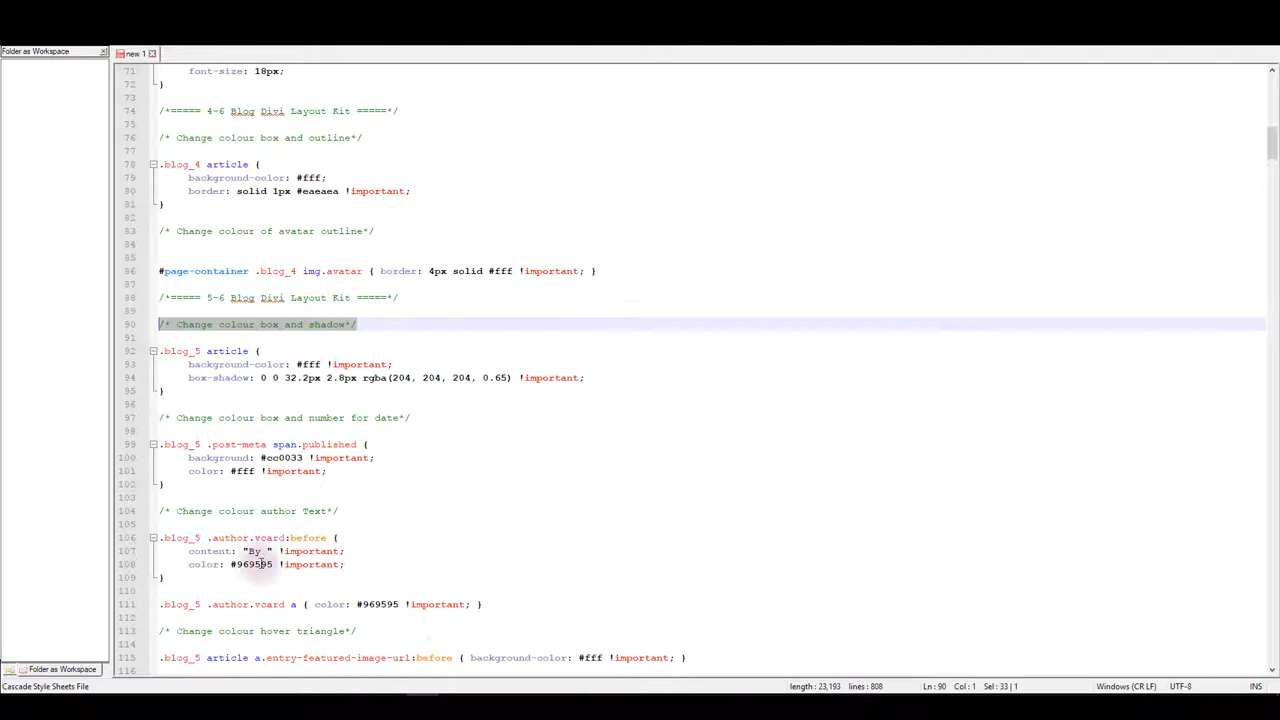 Folder as Workspace
new 1
71 font-size: 18px;
72 }
73
74 /*===== 4-6 Blog Divi Layout Kit =====*/
75
76 /* Change colour box and outline*/
77
78 .blog_4 article {
79 background-color: #fff;
80 border: solid 1px #eaeaea !important;
81 }
82
83 /* Change colour of avatar outline*/
84
85
86 #page-container .blog_4 img.avatar { border: 4px solid #fff !important; }
87
88 /*===== 5-6 Blog Divi Layout Kit =====*/
89
90 /* Change colour box and shadow*/
91
92 .blog_5 article {
93 background-color: #fff !important;
94 box-shadow: 0 0 32.2px 2.8px rgba(204, 204, 204, 0.65) !important;
95 }
96
97 /* Change colour box and number for date*/
98
99 .blog_5 .post-meta span.published {
100 background: #cc0033 !important;
101 color: #fff !important;
102 }
103
104 /* Change colour author Text*/
105
106 .blog_5 .author.vcard:before {
107 content: "By " !important;
108 color: #969595 !important;
109 }
110
111 .blog_5 .author.vcard a { color: #969595 !important; }
112
113 /* Change colour hover triangle*/
114
115 .blog_5 article a.entry-featured-image-url:before { background-color: #fff !important; }
116
Folder as Workspace
Cascade Style Sheets File length : 23,193 lines : 808 Ln : 90 Col : 1 Sel : 33 | 1 Windows (CR LF) UTF-8 INS